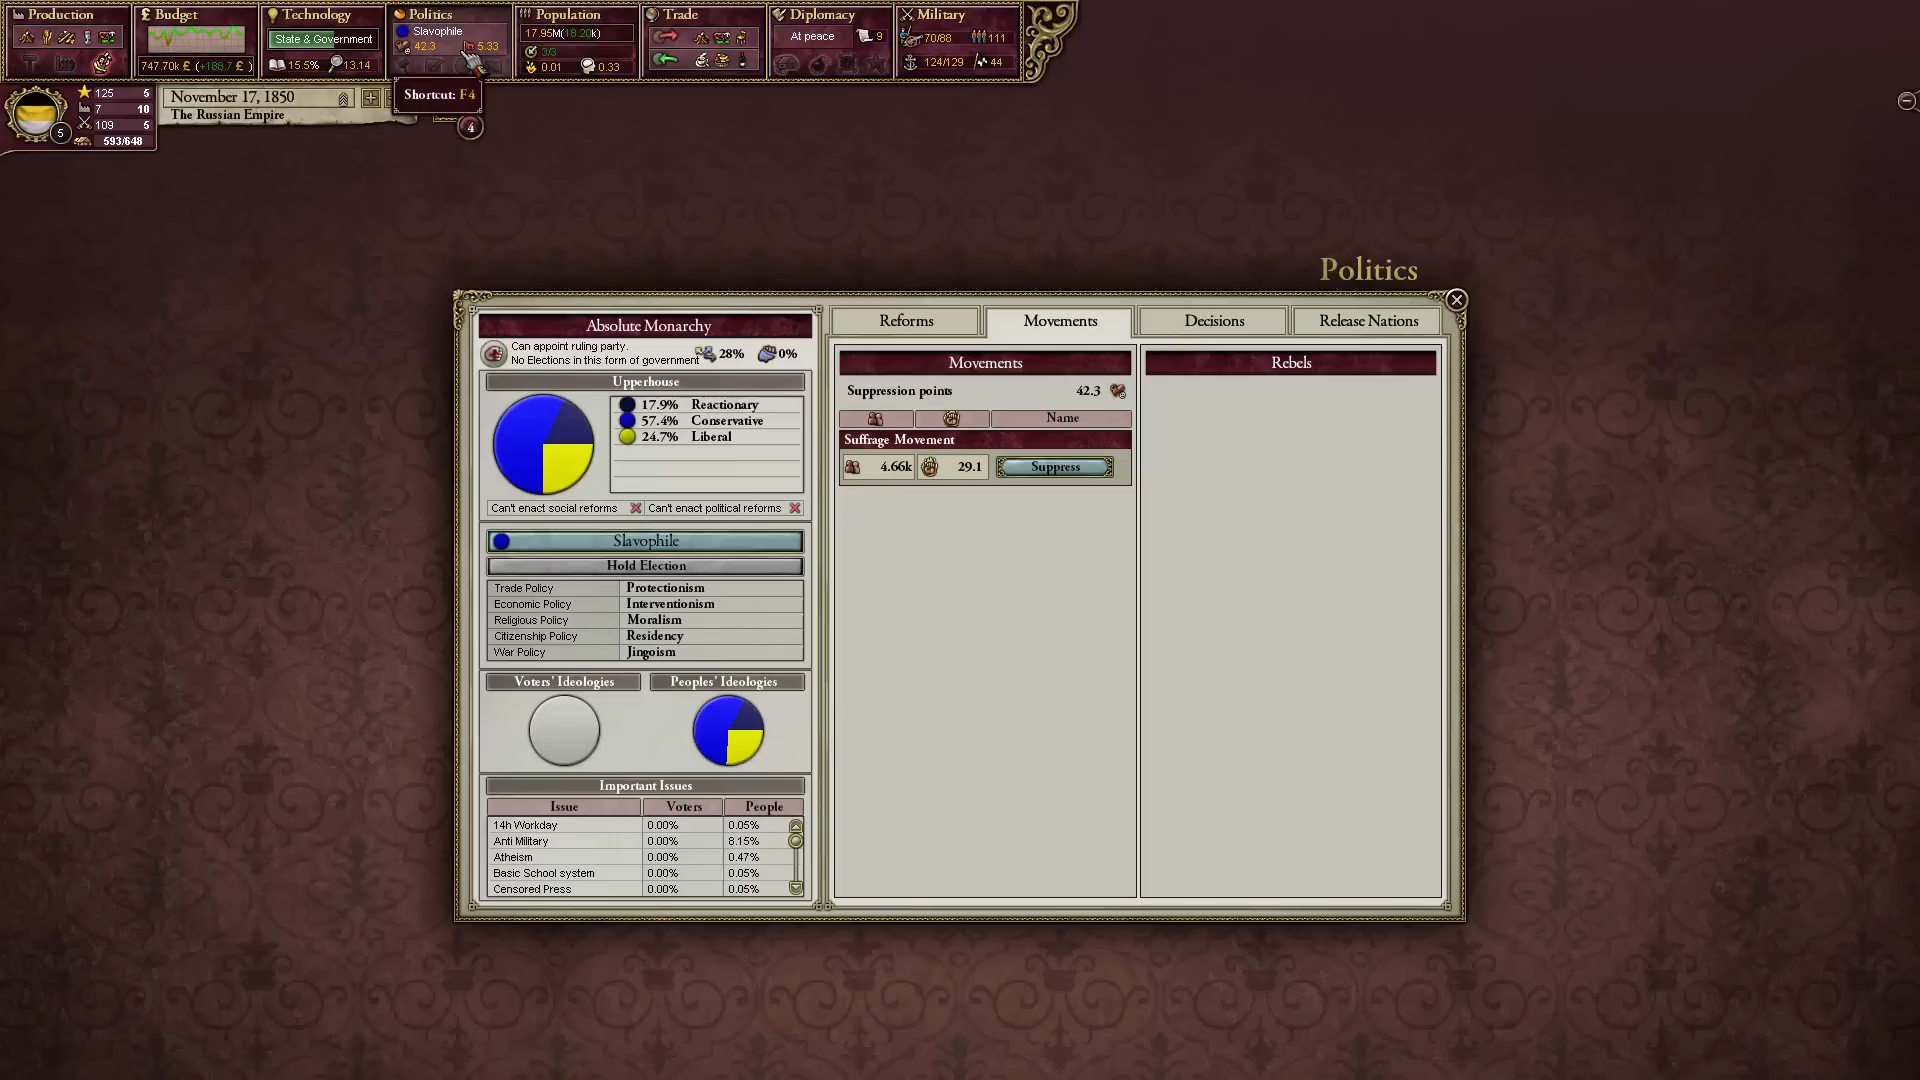 Production
Budget
Technology
Politics
Population
Trade
Diplomacy
Military
Slavophile
State & Government
17.95M(18.20k)
At peace
9
70/88
111
42.3
5.33
3/3
747.70k £ (+188.7 £ )
15.5%
13.14
0.01
0.33
124/129
44
Shortcut: F4
125 5
7 10
109 5
593/648
5
November 17, 1850
The Russian Empire
4
Politics
Absolute Monarchy
Can appoint ruling party.
No Elections in this form of government
28%
0%
Upperhouse
17.9% Reactionary
57.4% Conservative
24.7% Liberal
Can't enact social reforms
Can't enact political reforms
Slavophile
Hold Election
Trade Policy Protectionism
Economic Policy Interventionism
Religious Policy Moralism
Citizenship Policy Residency
War Policy Jingoism
Voters' Ideologies
Peoples' Ideologies
Important Issues
Issue Voters People
14h Workday 0.00% 0.05%
Anti Military 0.00% 8.15%
Atheism 0.00% 0.47%
Basic School system 0.00% 0.05%
Censored Press 0.00% 0.05%
Reforms
Movements
Decisions
Release Nations
Movements
Suppression points 42.3
Name
Suffrage Movement
4.66k 29.1 Suppress
Rebels